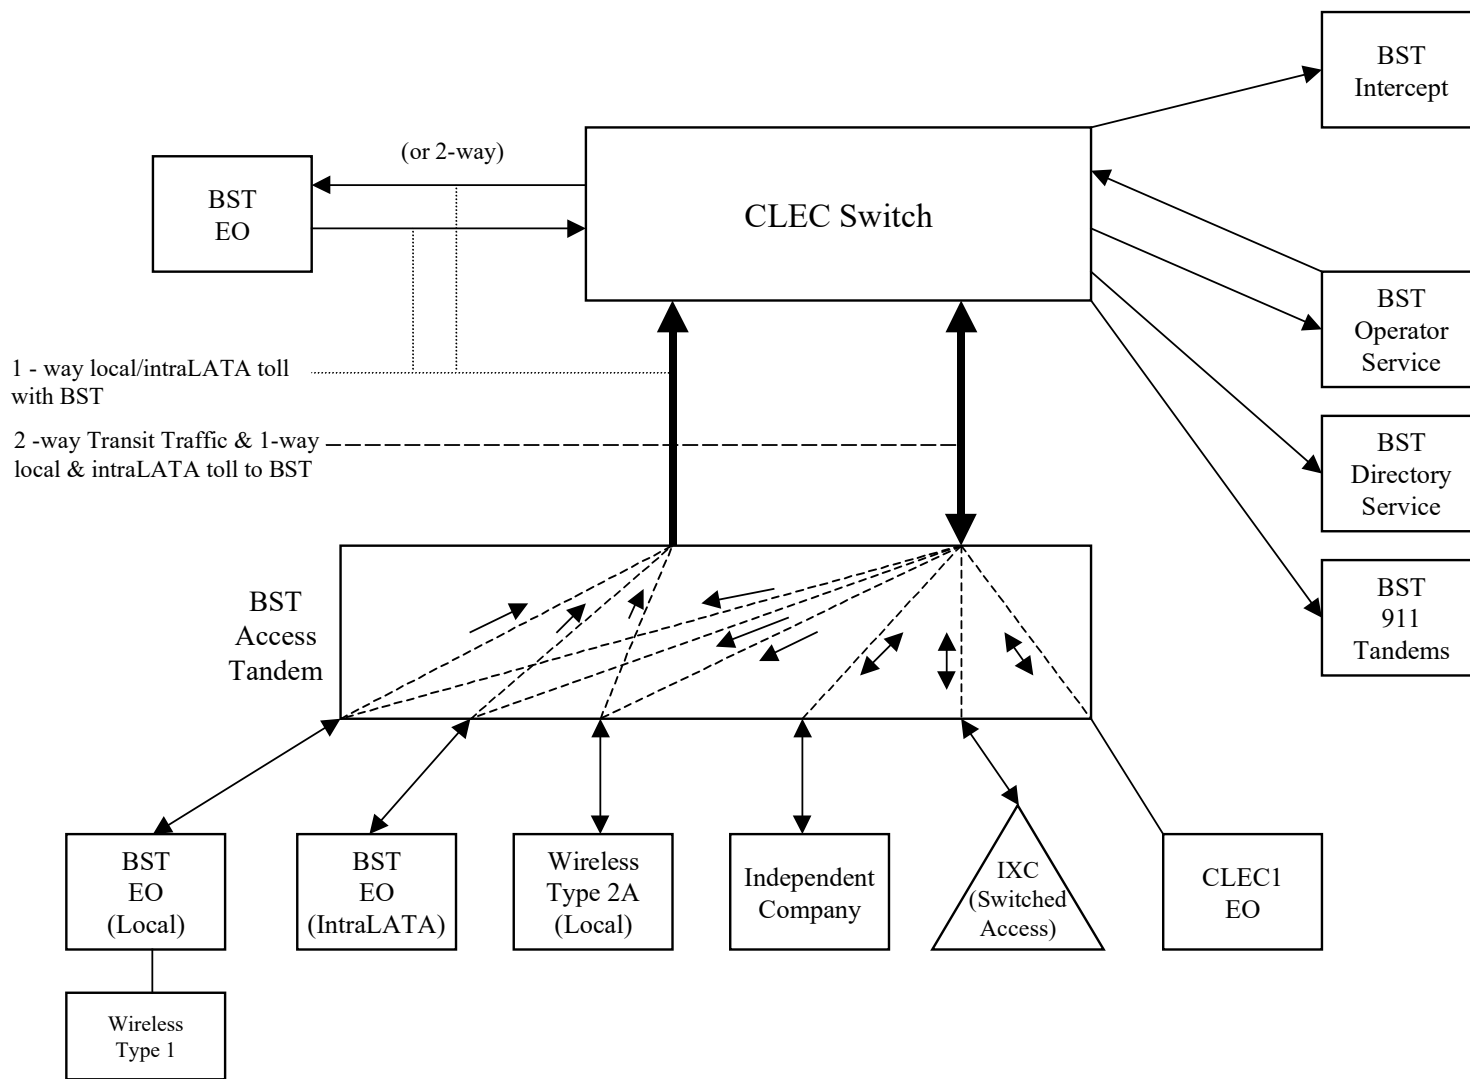 BST
Intercept
(or 2-way)
BST
EO
CLEC Switch
BST
Operator
Service
1 - way local/intraLATA toll
with BST
2 -way Transit Traffic & 1-way
local & intraLATA toll to BST
BST
Directory
Service
BST
911
Tandems
BST
Access
Tandem
BST
EO
(Local)
BST
EO
(IntraLATA)
Wireless
Type 2A
(Local)
Independent
Company
IXC
(Switched
Access)
CLEC1
EO
Wireless
Type 1